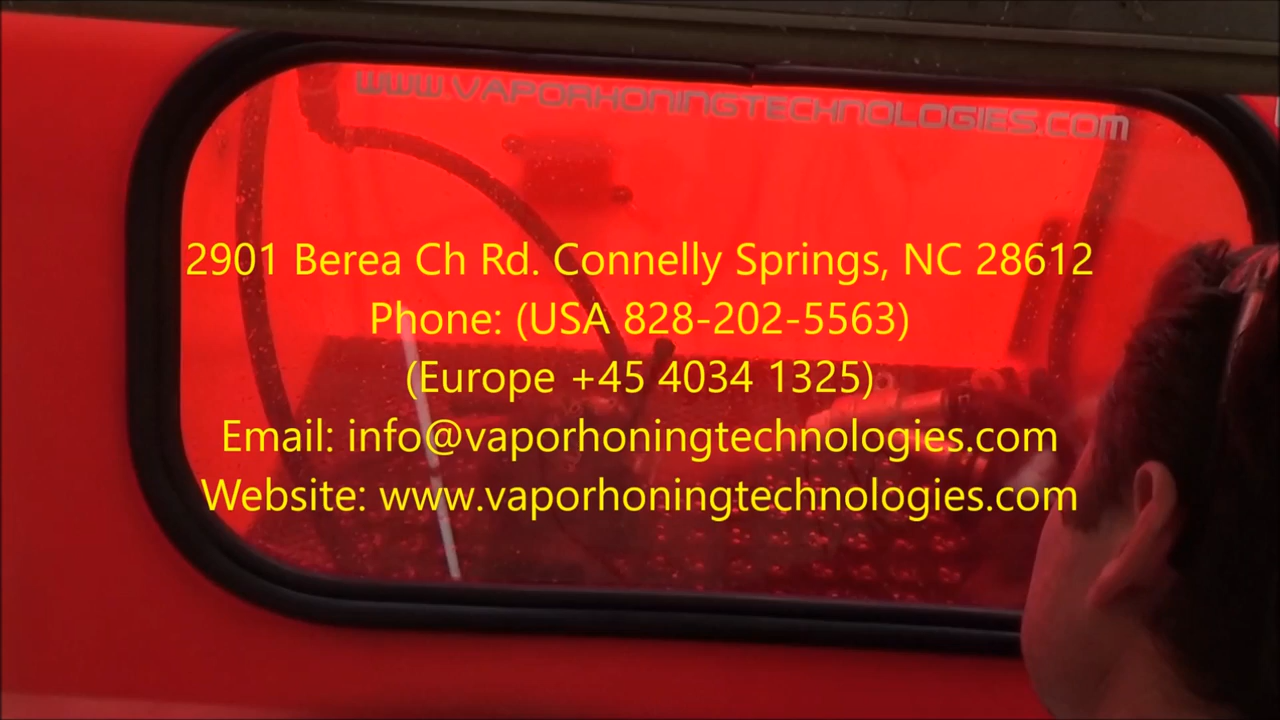 WWW.VAPORHONINGTECHNOLOGIES.COM
2901 Berea Ch Rd. Connelly Springs, NC 28612
Phone: (USA 828-202-5563)
(Europe +45 4034 1325)
Email: info@vaporhoningtechnologies.com
Website: www.vaporhoningtechnologies.com